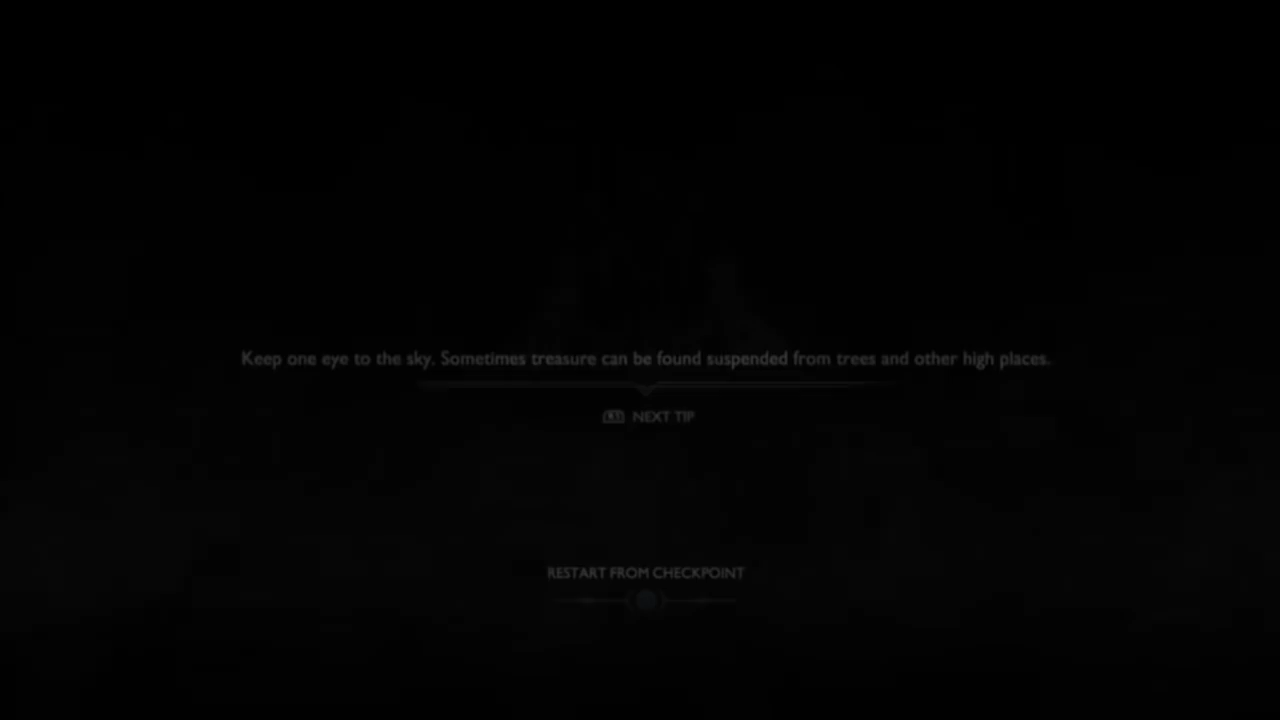 Keep one eye to the sky. Sometimes treasure can be found suspended from trees and other high places.
R1 NEXT TIP
RESTART FROM CHECKPOINT